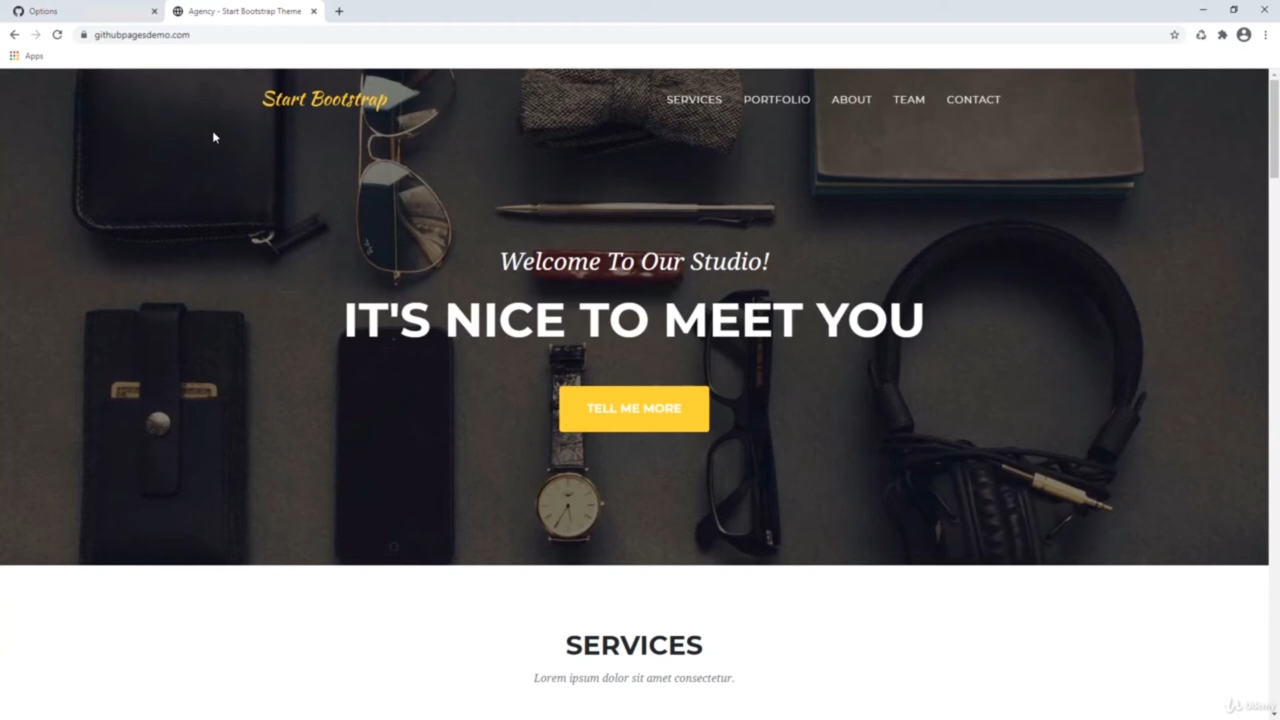 Options
Agency - Start Bootstrap Theme
githubpagesdemo.com
Apps
Start Bootstrap
SERVICES PORTFOLIO ABOUT TEAM CONTACT
Welcome To Our Studio!
IT'S NICE TO MEET YOU
TELL ME MORE
SERVICES
Lorem ipsum dolor sit amet consectetur.
Udemy